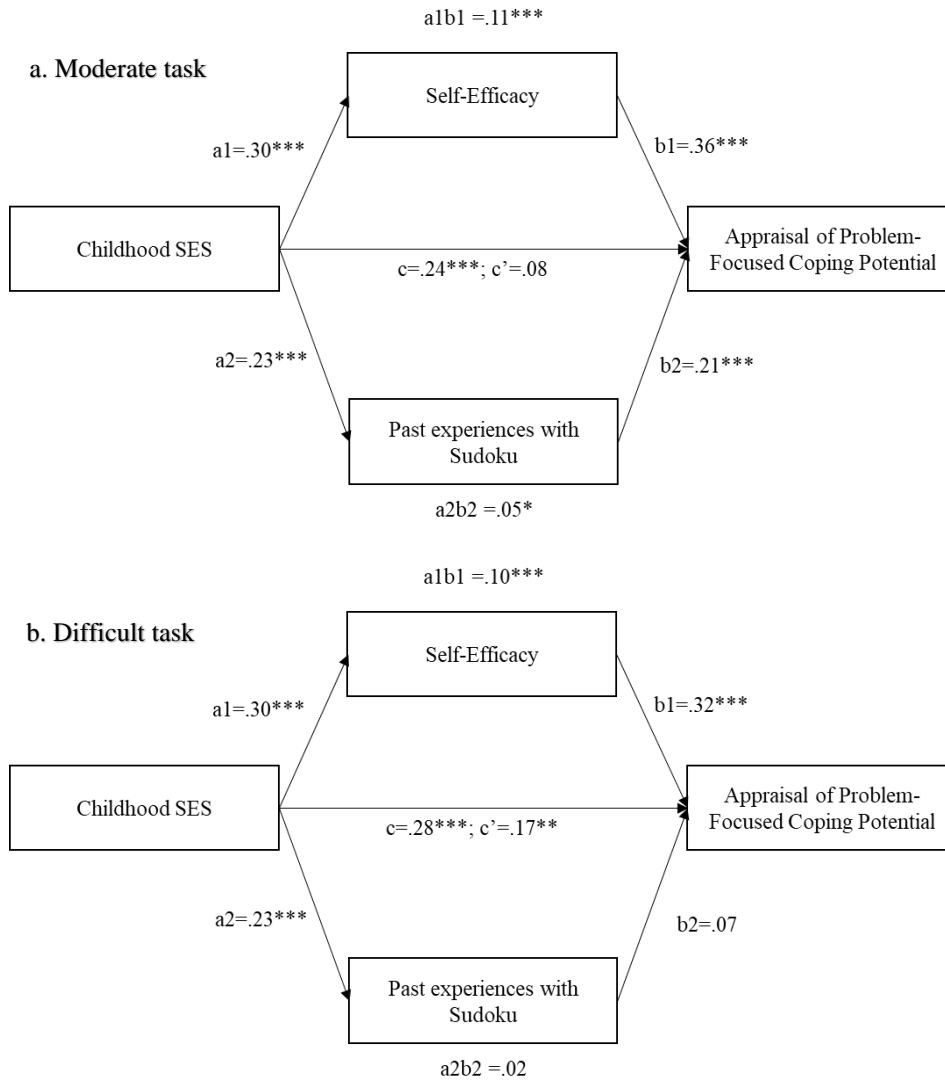 a1b1 =.11***
a. Moderate task
Self-Efficacy
a1=.30***
b1=.36***
Childhood SES
Appraisal of Problem-
Focused Coping Potential
c=.24***; c’=.08
a2=.23***
b2=.21***
Past experiences with
Sudoku
a2b2 =.05*
a1b1 =.10***
b. Difficult task
Self-Efficacy
a1=.30***
b1=.32***
Childhood SES
Appraisal of Problem-
Focused Coping Potential
c=.28***; c’=.17**
a2=.23***
b2=.07
Past experiences with
Sudoku
a2b2 =.02